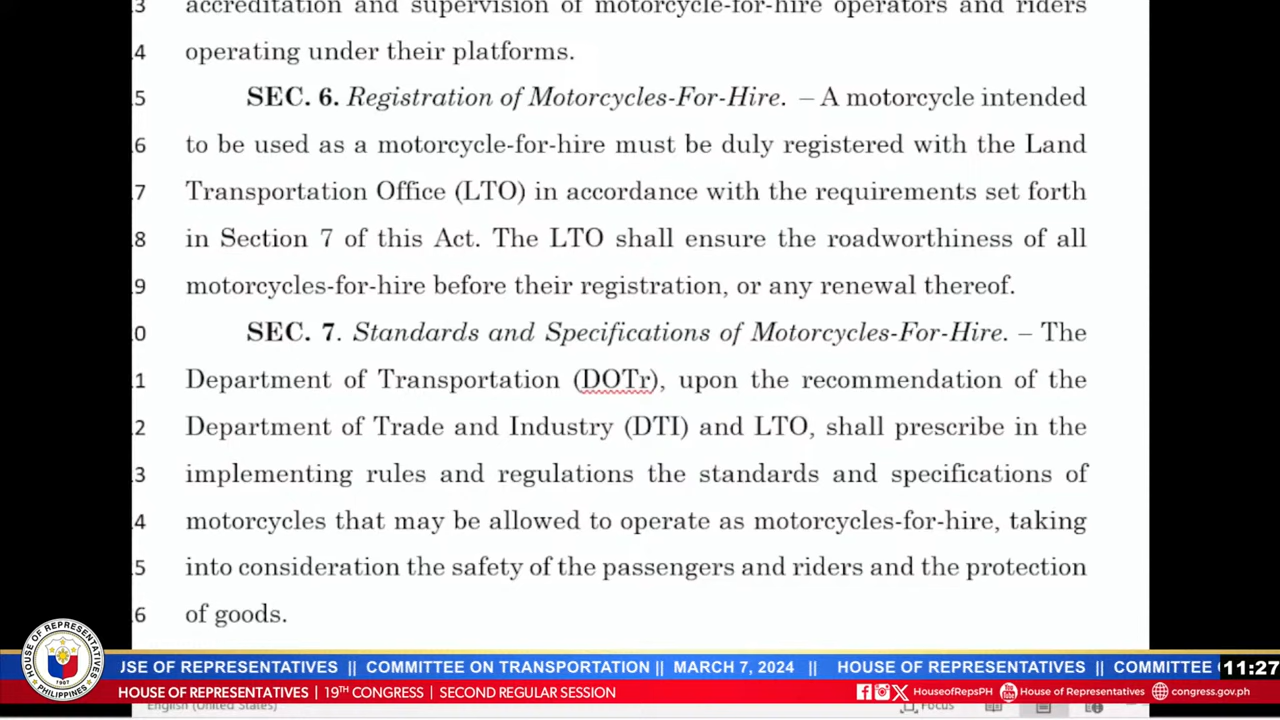 3 accreditation and supervision of motorcycle-for-hire operators and riders
.4 operating under their platforms.
.5 SEC. 6. Registration of Motorcycles-For-Hire. – A motorcycle intended
.6 to be used as a motorcycle-for-hire must be duly registered with the Land
.7 Transportation Office (LTO) in accordance with the requirements set forth
.8 in Section 7 of this Act. The LTO shall ensure the roadworthiness of all
.9 motorcycles-for-hire before their registration, or any renewal thereof.
.0 SEC. 7. Standards and Specifications of Motorcycles-For-Hire. – The
.1 Department of Transportation (DOTr), upon the recommendation of the
.2 Department of Trade and Industry (DTI) and LTO, shall prescribe in the
.3 implementing rules and regulations the standards and specifications of
.4 motorcycles that may be allowed to operate as motorcycles-for-hire, taking
.5 into consideration the safety of the passengers and riders and the protection
.6 of goods.
HOUSE OF REPRESENTATIVES
PHILIPPINES
1907
JSE OF REPRESENTATIVES || COMMITTEE ON TRANSPORTATION || MARCH 7, 2024 || HOUSE OF REPRESENTATIVES || COMMITTEE 11:27
HOUSE OF REPRESENTATIVES | 19TH CONGRESS | SECOND REGULAR SESSION HouseofRepsPH House of Representatives congress.gov.ph
English (United States) Focus